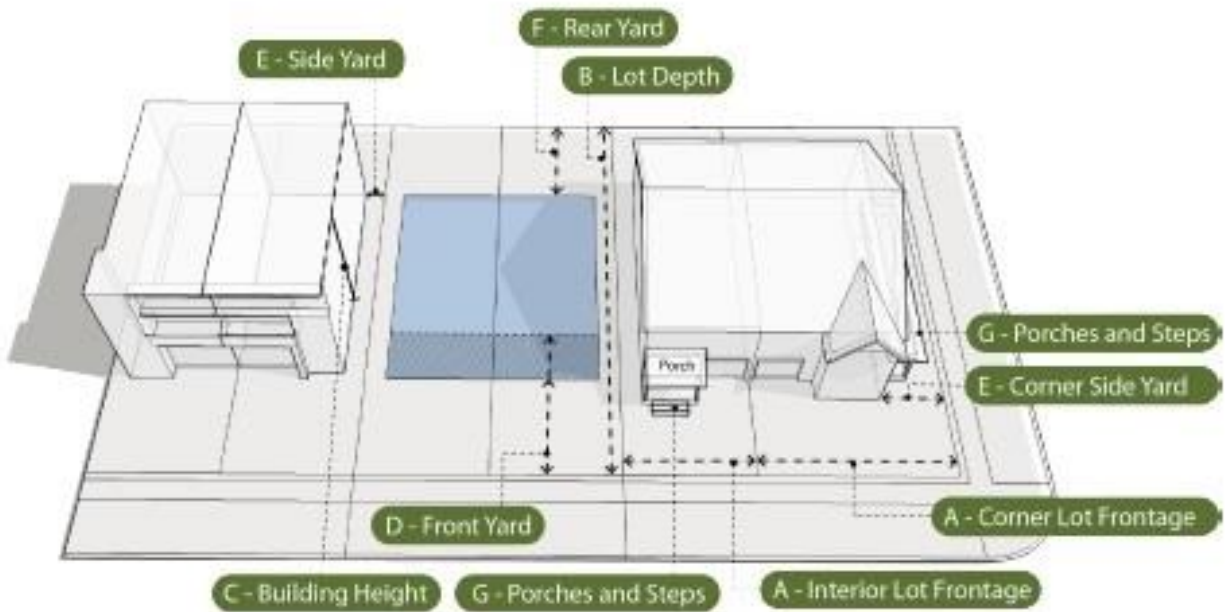 F - Rear Yard
E - Side Yard
B - Lot Depth
G - Porches and Steps
Porch
E - Corner Side Yard
A - Corner Lot Frontage
D - Front Yard
C - Building Height
G - Porches and Steps
A - Interior Lot Frontage